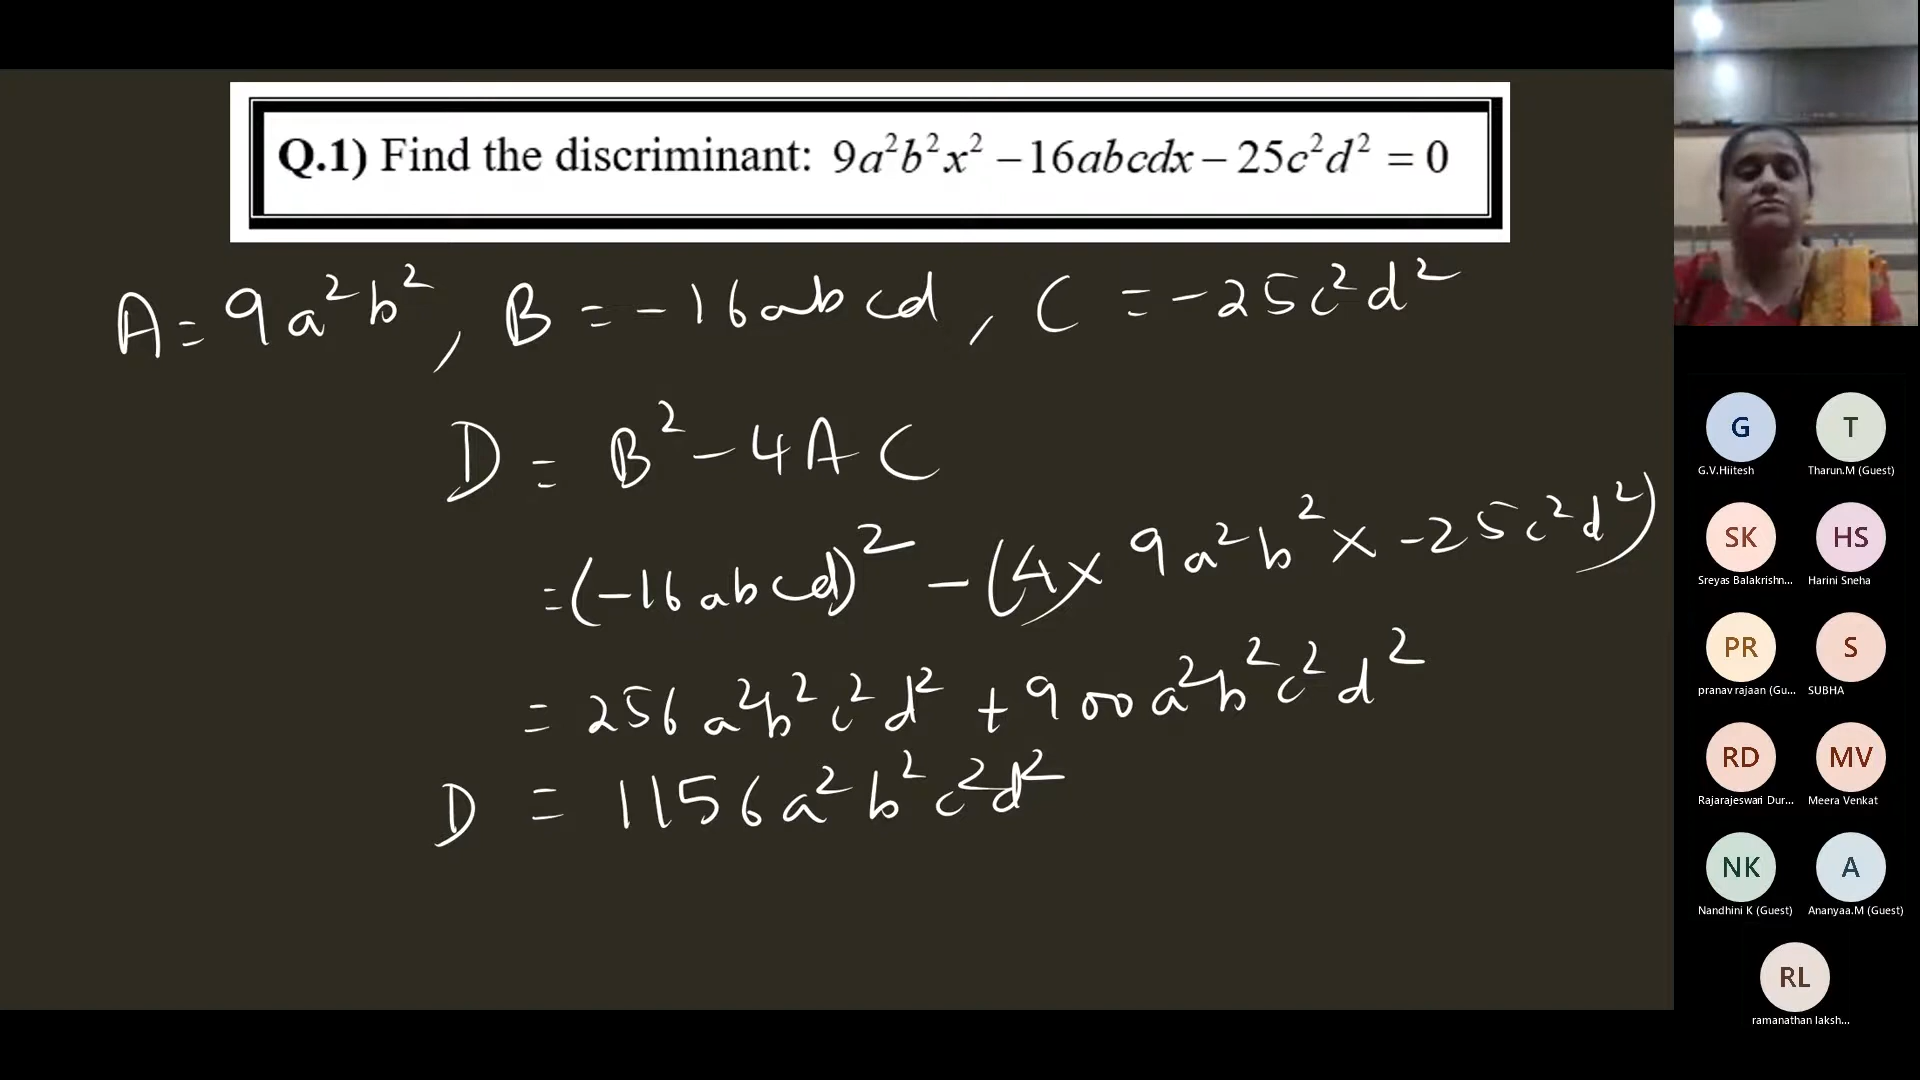 Q.1) Find the discriminant: 9a²b²x² – 16abcdx – 25c²d² = 0
A = 9a²b², B = -16abcd, C = -25c²d²
D = B² - 4AC
= (-16abcd)² - (4 × 9a²b² × -25c²d²)
= 256a²b²c²d² + 900a²b²c²d²
D = 1156a²b²c²d²
G T
G.V.Hiitesh Tharun.M (Guest)
SK HS
Sreyas Balakrishn... Harini Sneha
PR S
pranav rajaan (Gu... SUBHA
RD MV
Rajarajeswari Dur... Meera Venkat
NK A
Nandhini K (Guest) Ananyaa.M (Guest)
RL
ramanathan laksh...